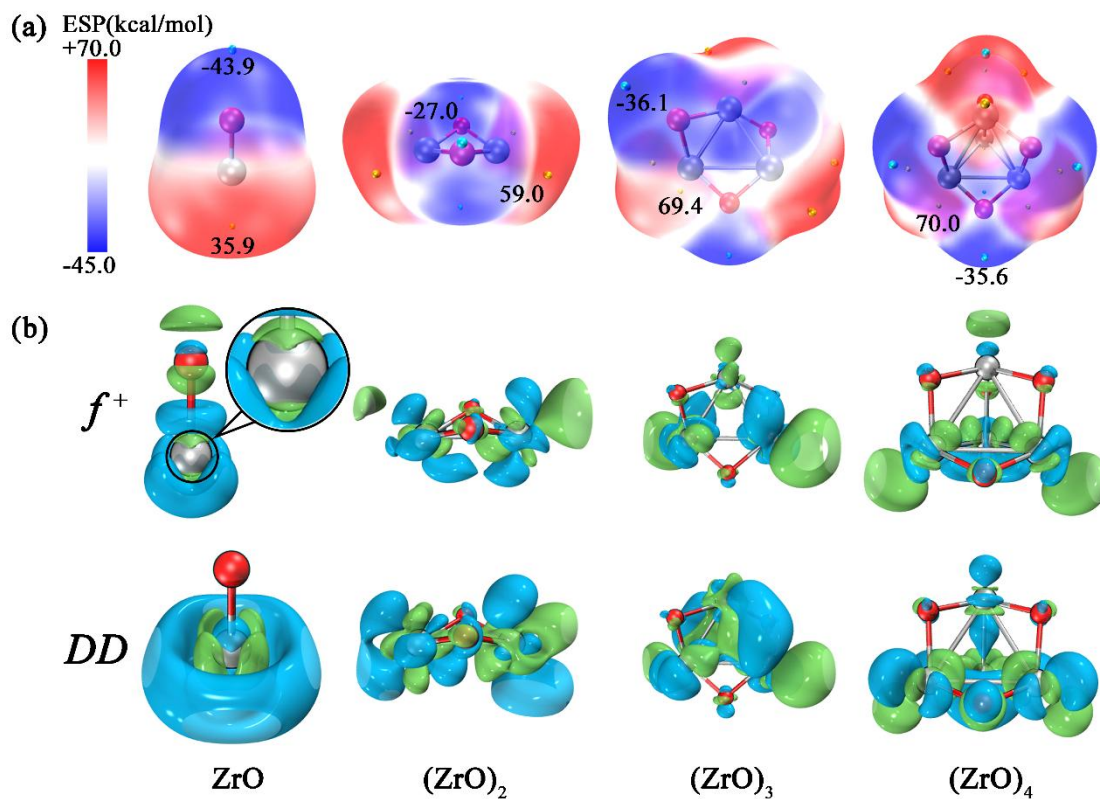 (a) ESP(kcal/mol)
+70.0
-45.0
-43.9
35.9
-27.0
59.0
-36.1
69.4
70.0
-35.6
(b)
f +
DD
ZrO (ZrO)2 (ZrO)3 (ZrO)4